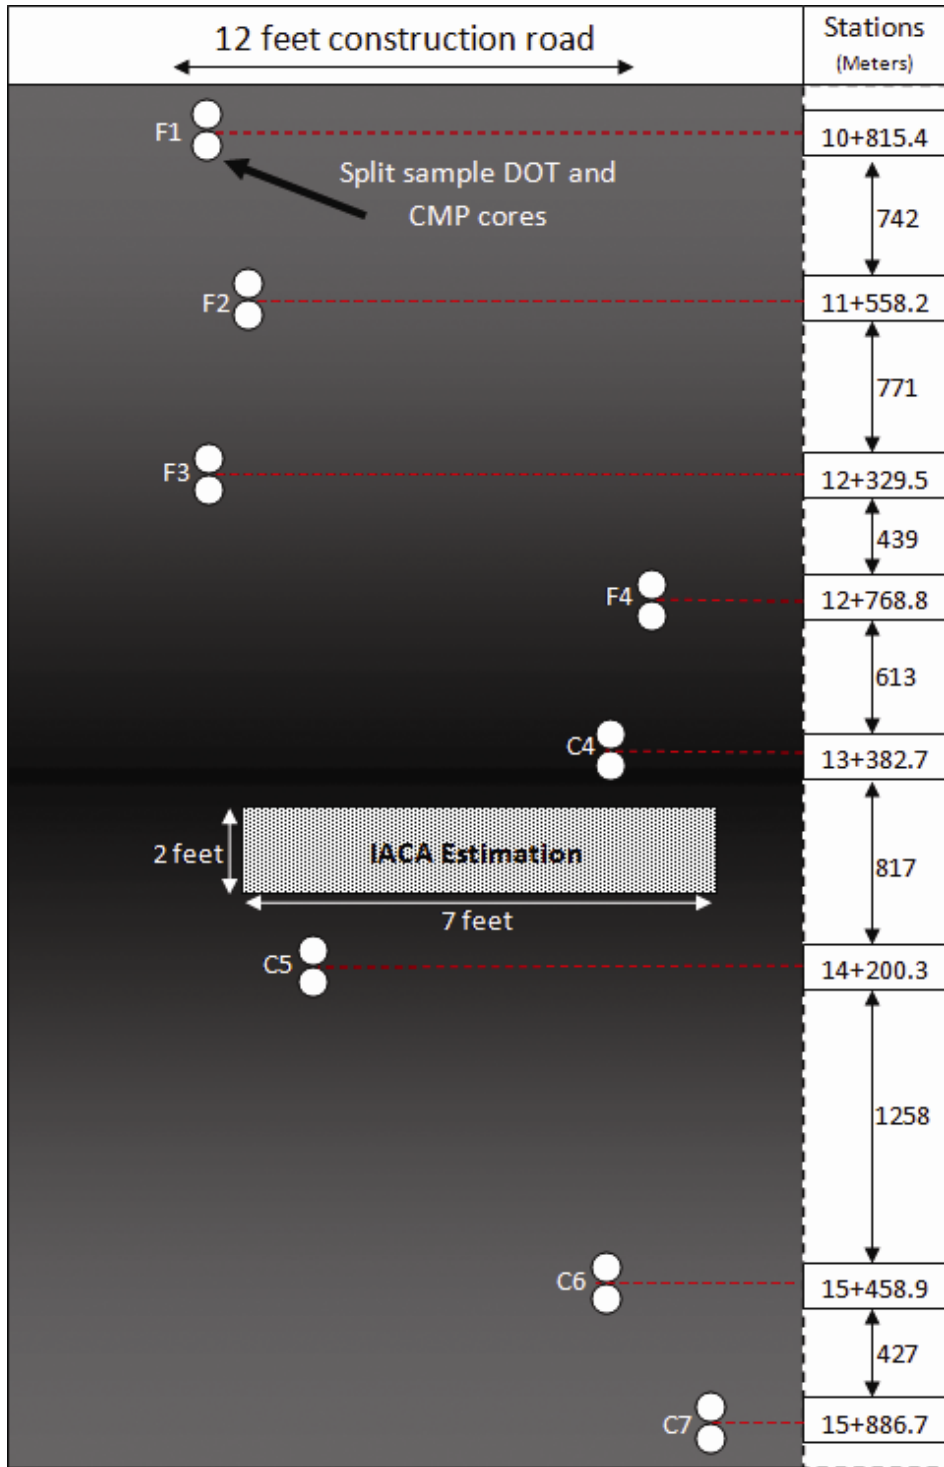 12 feet construction road
Stations
(Meters)
F1
10+815.4
Split sample DOT and
CMP cores
742
F2
11+558.2
771
F3
12+329.5
439
F4
12+768.8
613
C4
13+382.7
2 feet
IACA Estimation
817
7 feet
C5
14+200.3
1258
C6
15+458.9
427
C7
15+886.7